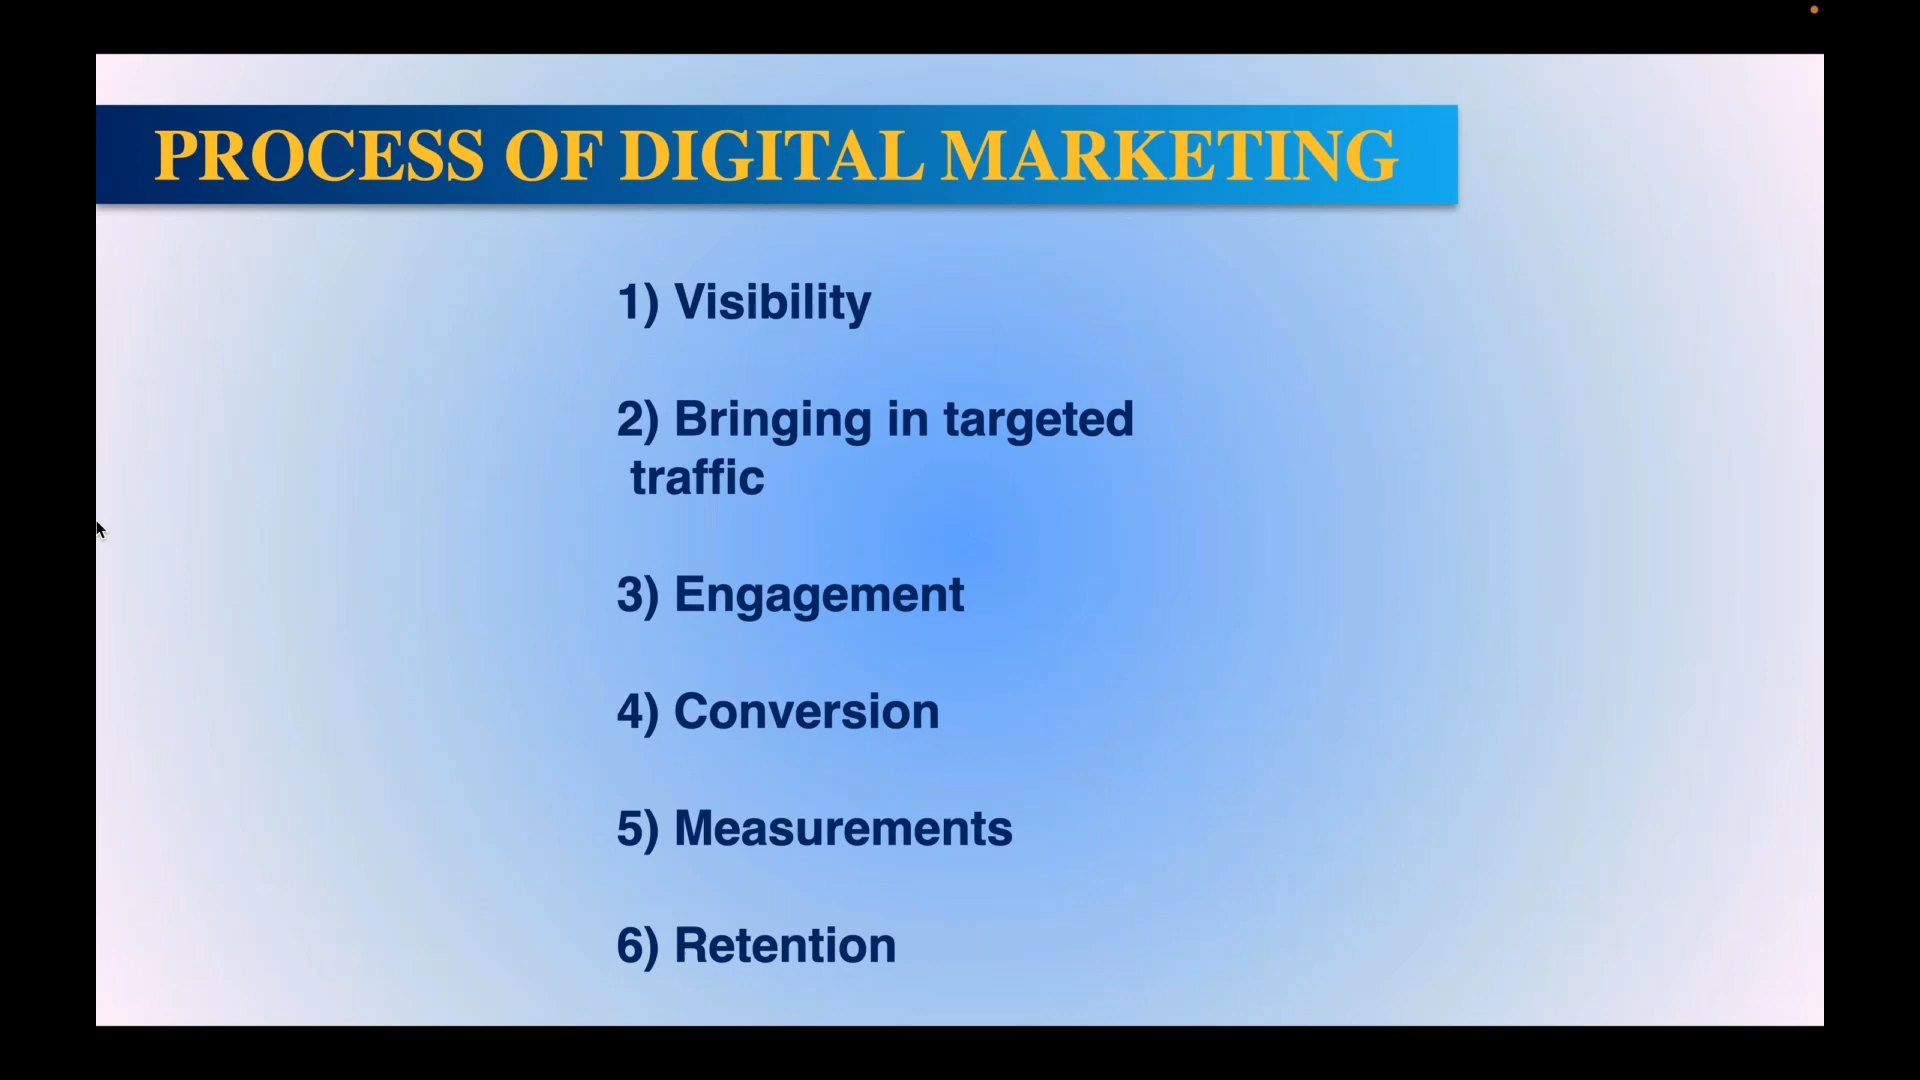 PROCESS OF DIGITAL MARKETING
1) Visibility
2) Bringing in targeted
traffic
3) Engagement
4) Conversion
5) Measurements
6) Retention